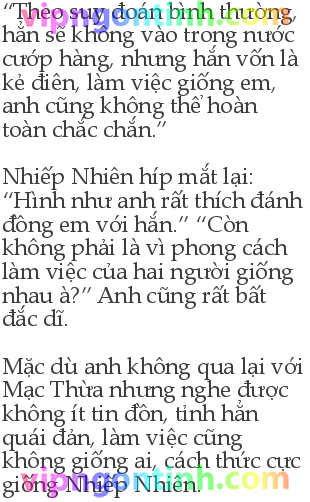 vipngontinh.com
“Theo suy đoán bình thường,
hắn sẽ không vào trong nước
cướp hàng, nhưng hắn vốn là
kẻ điên, làm việc giống em,
anh cũng không thể hoàn
toàn chắc chắn.”
Nhiếp Nhiên híp mắt lại:
“Hình như anh rất thích đánh
đồng em với hắn.” “Còn
không phải là vì phong cách
làm việc của hai người giống
nhau à?” Anh cũng rất bất
đắc dĩ.
Mặc dù anh không qua lại với
Mạc Thừa nhưng nghe được
không ít tin đồn, tỉnh hắn
quái đản, làm việc cũng
không giống ai, cách thức cực
giống Nhiếp Nhiên.
vipngontinh.com